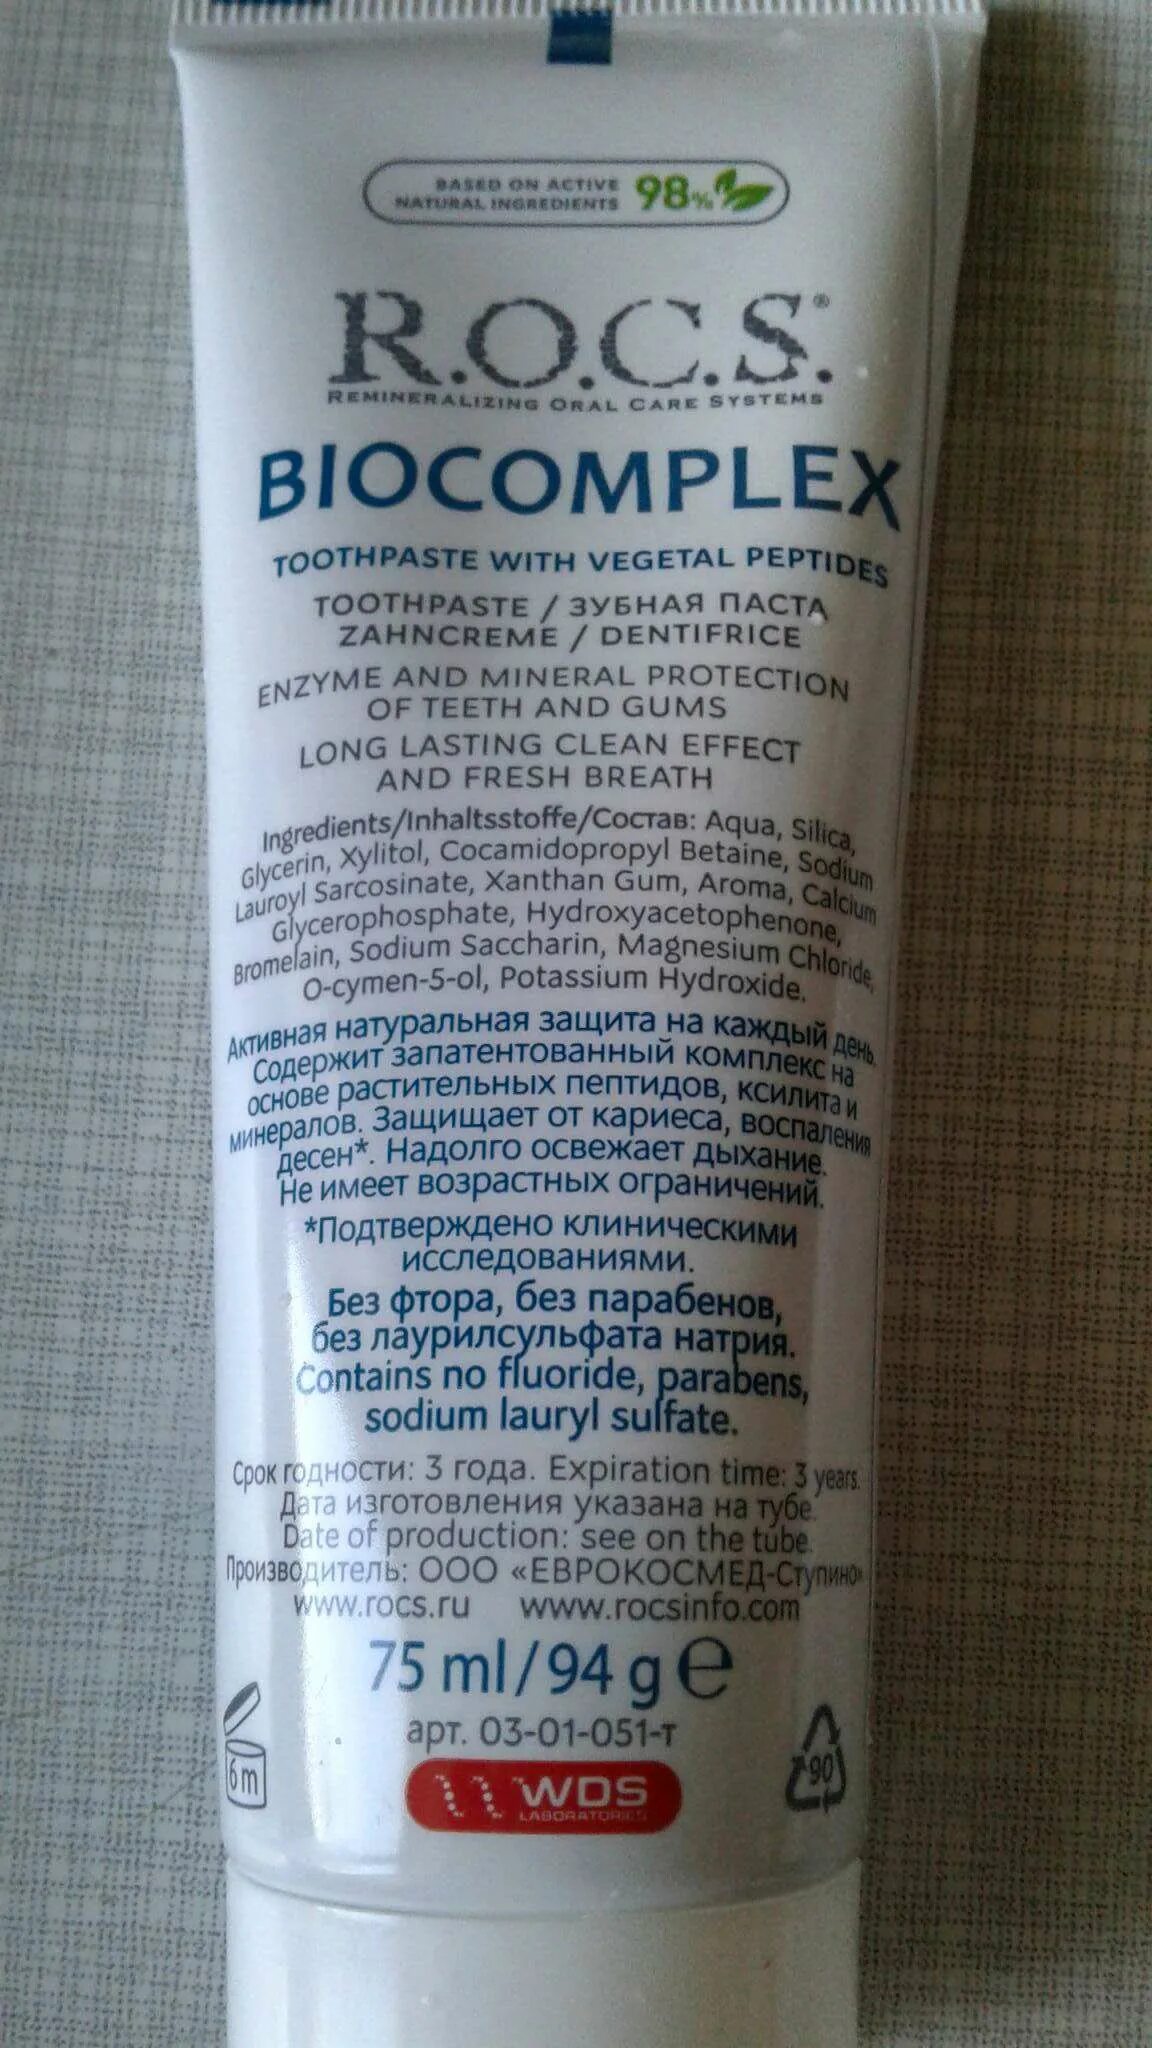 BASED ON ACTIVE
NATURAL INGREDIENTS 98%
R.O.C.S.®
REMINERALIZING ORAL CARE SYSTEMS
BIOCOMPLEX
TOOTHPASTE WITH VEGETAL PEPTIDES
TOOTHPASTE / ЗУБНАЯ ПАСТА
ZAHNCREME / DENTIFRICE
ENZYME AND MINERAL PROTECTION
OF TEETH AND GUMS
LONG LASTING CLEAN EFFECT
AND FRESH BREATH
Ingredients/Inhaltsstoffe/Состав: Aqua, Silica,
Glycerin, Xylitol, Cocamidopropyl Betaine, Sodium
Lauroyl Sarcosinate, Xanthan Gum, Aroma, Calcium
Glycerophosphate, Hydroxyacetophenone,
Bromelain, Sodium Saccharin, Magnesium Chloride,
O-cymen-5-ol, Potassium Hydroxide.
Активная натуральная защита на каждый день.
Содержит запатентованный комплекс на
основе растительных пептидов, ксилита и
минералов. Защищает от кариеса, воспаления
десен*. Надолго освежает дыхание.
Не имеет возрастных ограничений.
*Подтверждено клиническими
исследованиями.
Без фтора, без парабенов,
без лаурилсульфата натрия.
Contains no fluoride, parabens,
sodium lauryl sulfate.
Срок годности: 3 года. Expiration time: 3 years.
Дата изготовления указана на тубе.
Date of production: see on the tube.
Производитель: ООО «ЕВРОКОСМЕД-Ступино»
www.rocs.ru www.rocsinfo.com
75 ml/94 g ℮
арт. 03-01-051-т
6m
90
WDS
LABORATORIES